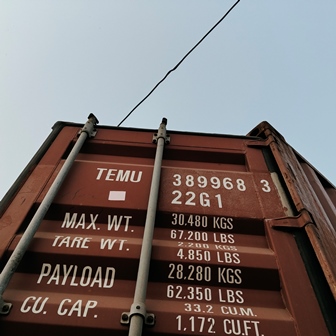 TEMU 389968 3
22G1
MAX. WT. 30.480 KGS
67.200 LBS
TARE WT. 2.200 KGS
4.850 LBS
PAYLOAD 28.280 KGS
62.350 LBS
CU. CAP. 33.2 CU.M.
1.172 CU.FT.